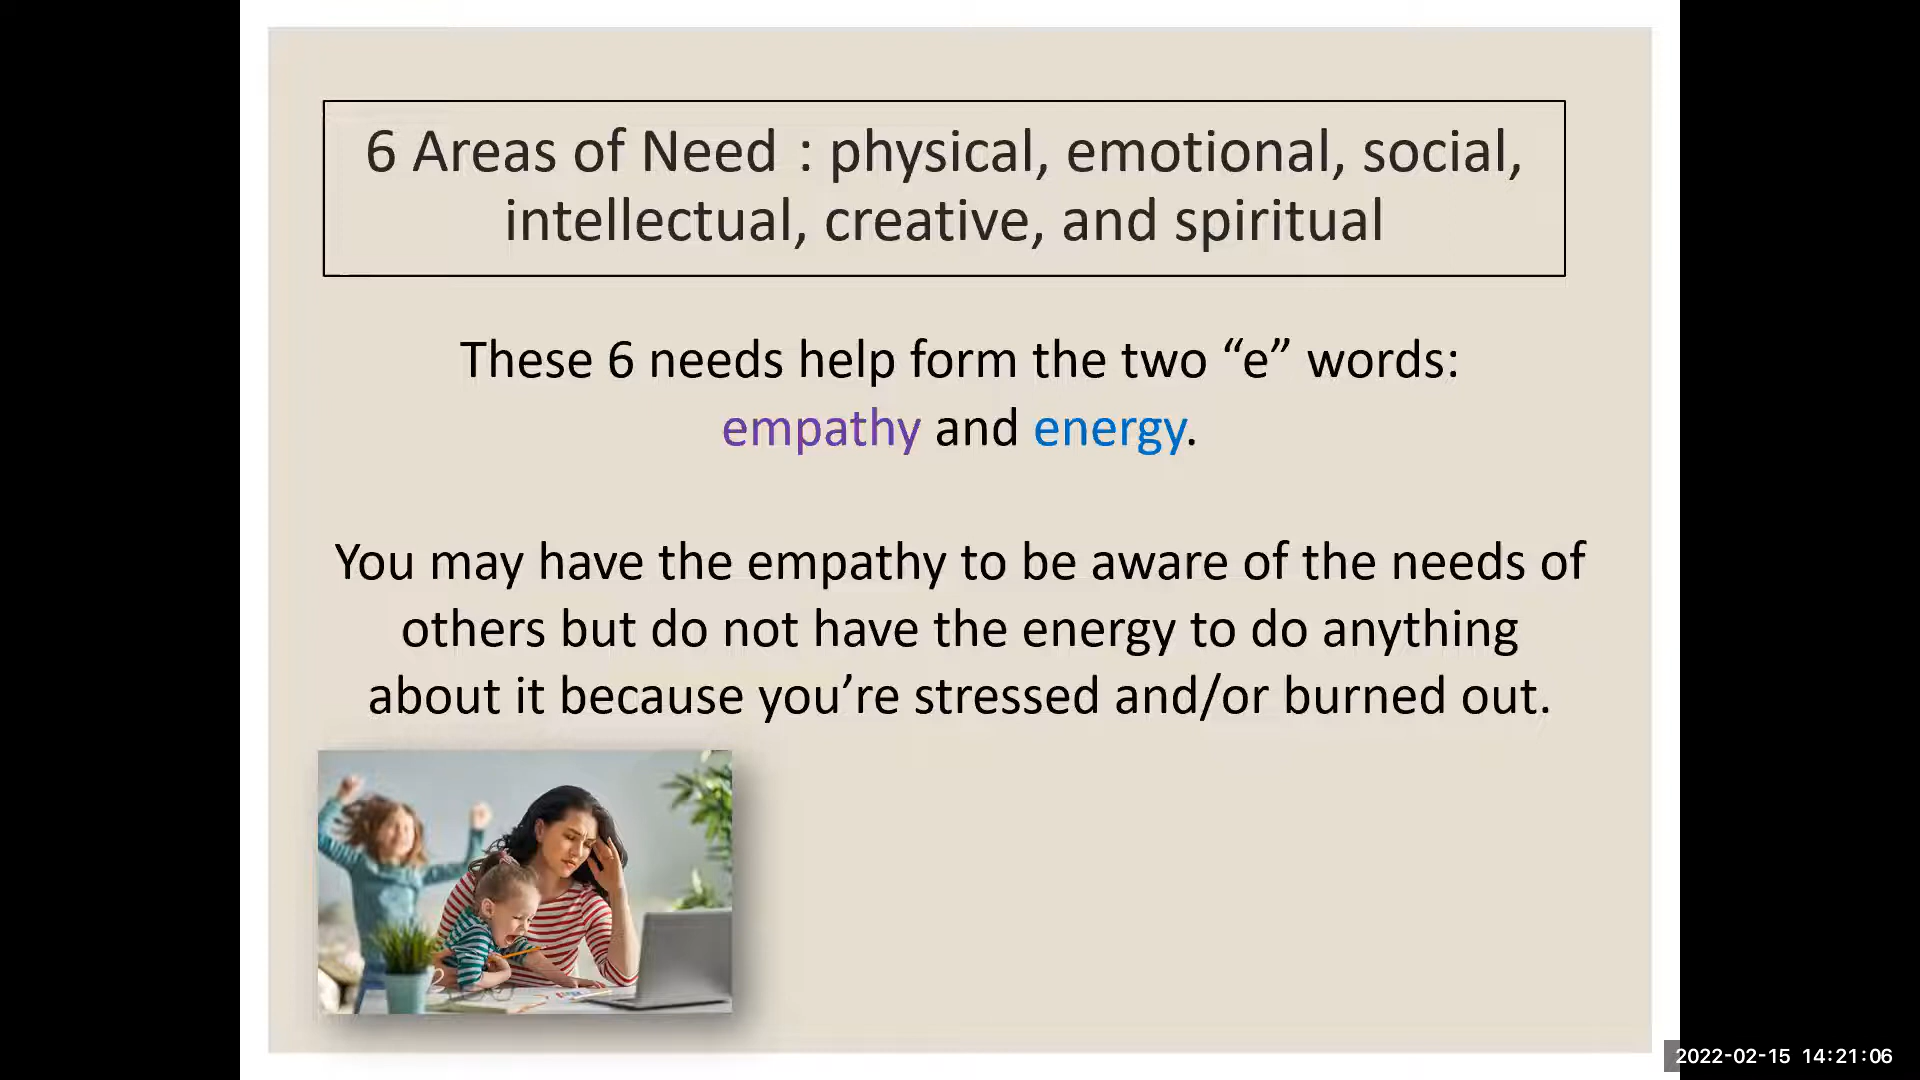 6 Areas of Need : physical, emotional, social,
intellectual, creative, and spiritual
These 6 needs help form the two “e” words:
empathy and energy.
You may have the empathy to be aware of the needs of
others but do not have the energy to do anything
about it because you’re stressed and/or burned out.
2022-02-15 14:21:06